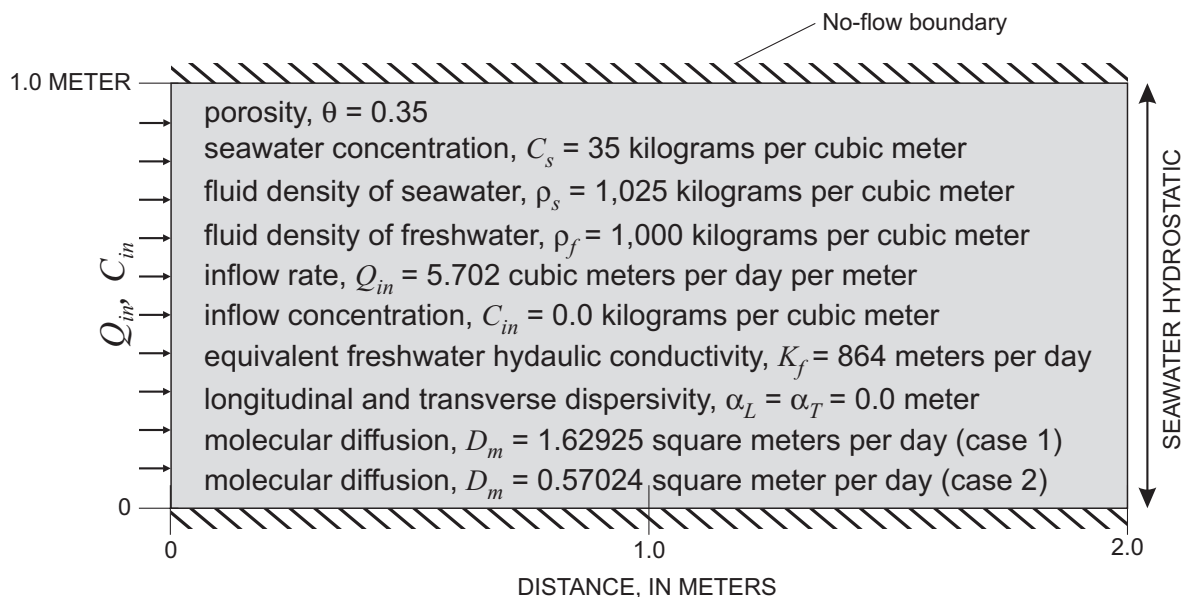 No-flow boundary
1.0 METER
porosity, θ = 0.35
seawater concentration, Cs = 35 kilograms per cubic meter
fluid density of seawater, ρs = 1,025 kilograms per cubic meter
fluid density of freshwater, ρf = 1,000 kilograms per cubic meter
inflow rate, Qin = 5.702 cubic meters per day per meter
inflow concentration, Cin = 0.0 kilograms per cubic meter
equivalent freshwater hydaulic conductivity, Kf = 864 meters per day
longitudinal and transverse dispersivity, αL = αT = 0.0 meter
molecular diffusion, Dm = 1.62925 square meters per day (case 1)
molecular diffusion, Dm = 0.57024 square meter per day (case 2)
Qin, Cin
SEAWATER HYDROSTATIC
0
0 1.0 2.0
DISTANCE, IN METERS